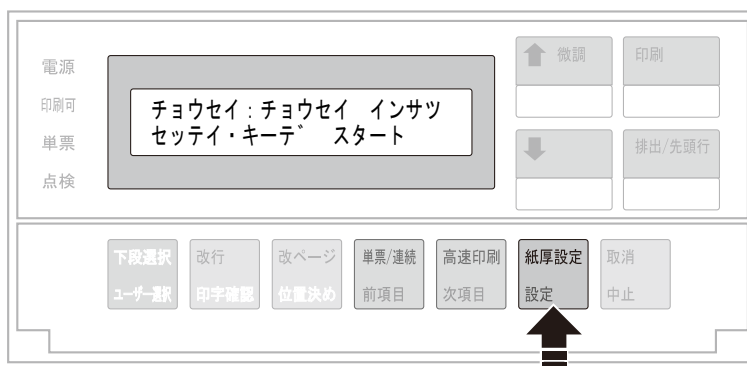 電源
印刷可
単票
点検
チョウセイ:チョウセイ インサツ
セッテイ・キーデ スタート
微調
印刷
排出/先頭行
下段選択
ユーザー選択
改行
印字確認
改ページ
位置決め
単票/連続
前項目
高速印刷
次項目
紙厚設定
設定
取消
中止